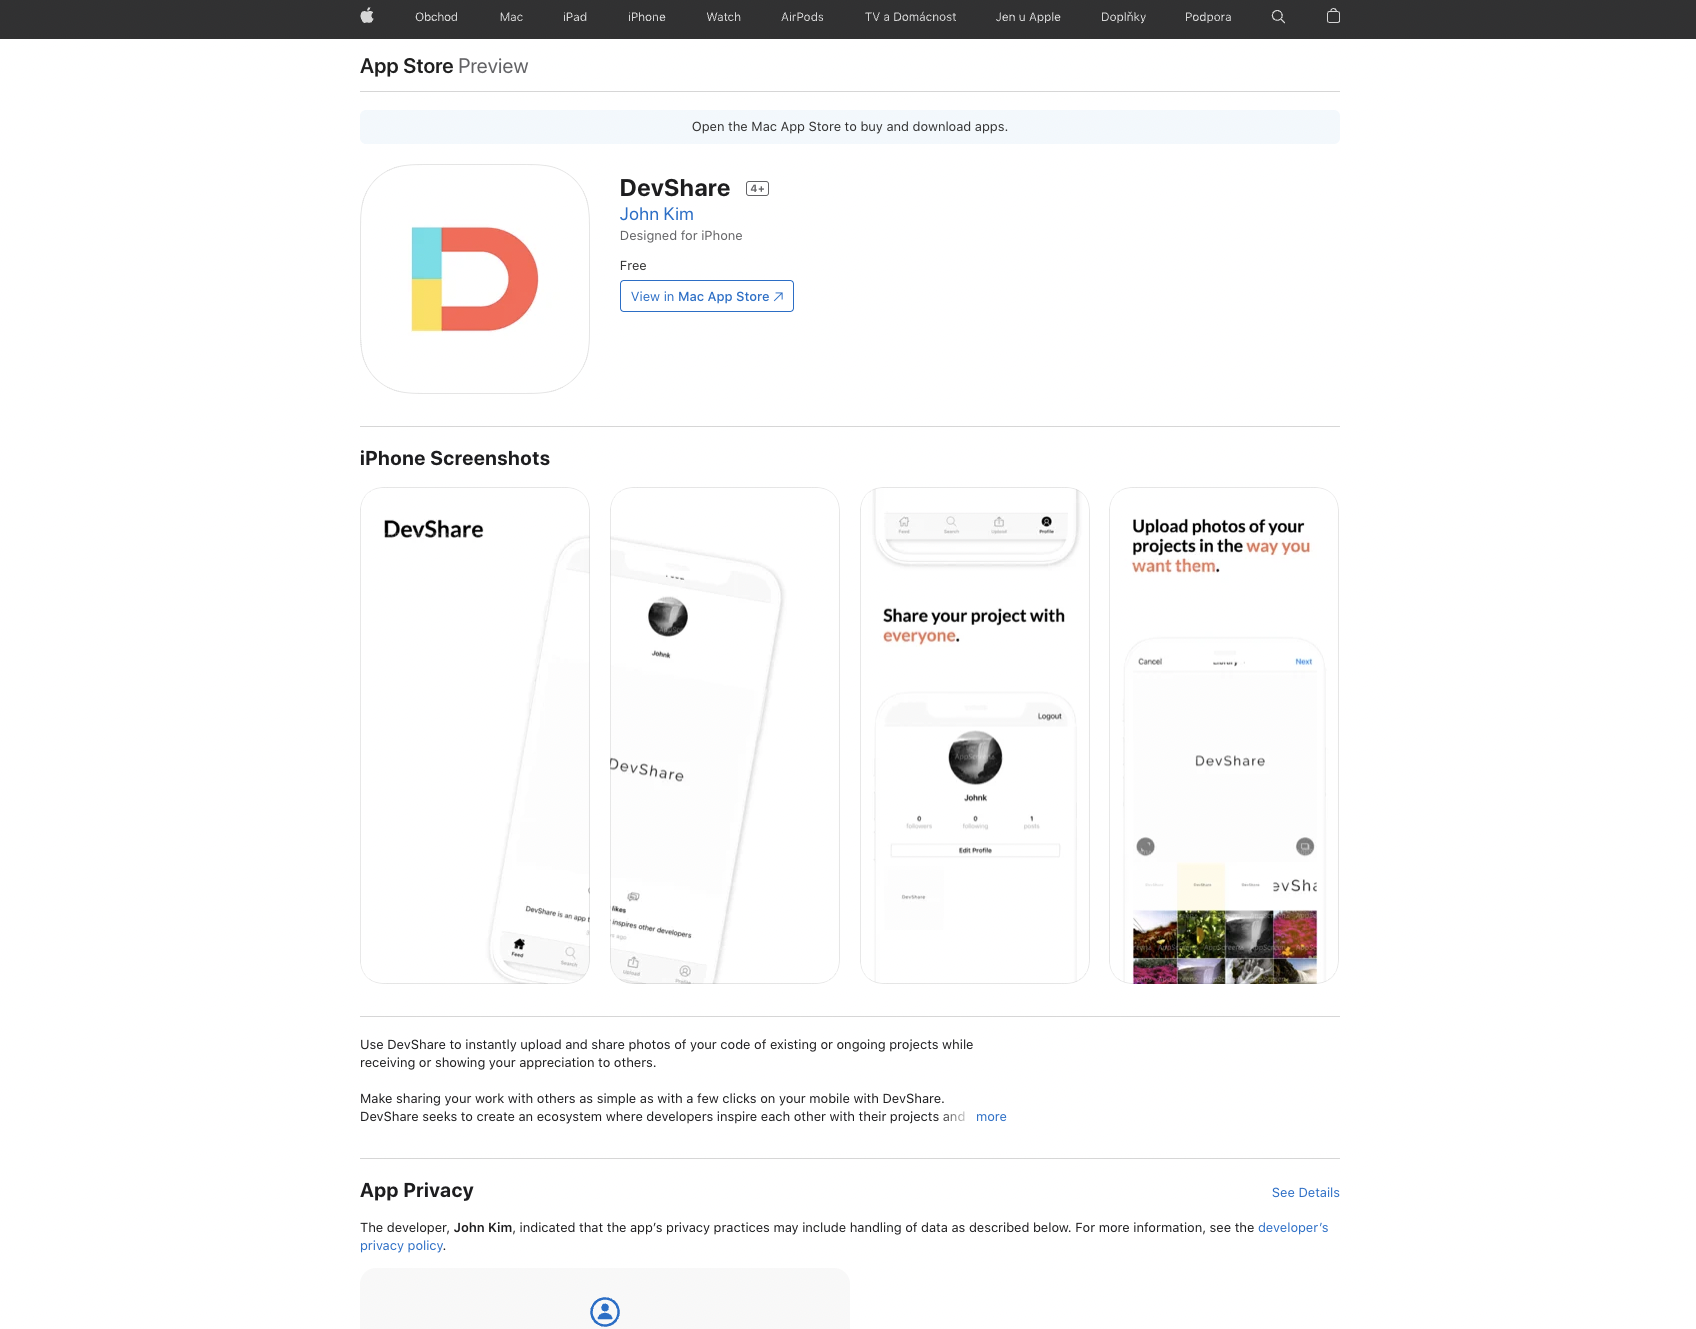 Obchod Mac iPad iPhone Watch AirPods TV a Domácnost Jen u Apple Doplňky Podpora
App Store Preview
Open the Mac App Store to buy and download apps.
DevShare 4+
John Kim
Designed for iPhone
Free
View in Mac App Store
iPhone Screenshots
DevShare
DevShare is an app
Feed
Search
Johnk
DevShare
likes
inspires other developers
ago
Upload
Feed Search Upload Profile
Share your project with
everyone.
Logout
Johnk
0 0 1
followers following posts
Edit Profile
DevShare
Upload photos of your
projects in the way you
want them.
Cancel Next
DevShare
DevShare DevShare DevShare evSha
Use DevShare to instantly upload and share photos of your code of existing or ongoing projects while
receiving or showing your appreciation to others.
Make sharing your work with others as simple as with a few clicks on your mobile with DevShare.
DevShare seeks to create an ecosystem where developers inspire each other with their projects and more
App Privacy
See Details
The developer, John Kim, indicated that the app's privacy practices may include handling of data as described below. For more information, see the developer's
privacy policy.